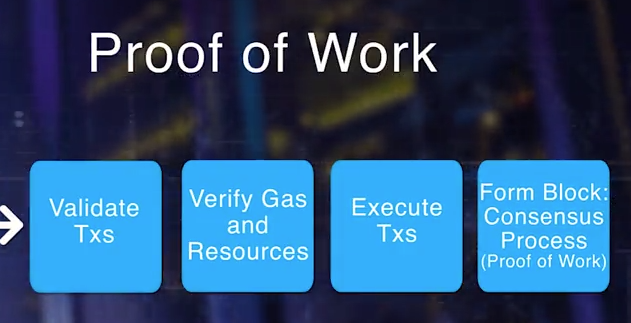 Proof of Work
Validate
Txs
Verify Gas
and
Resources
Execute
Txs
Form Block:
Consensus
Process
(Proof of Work)